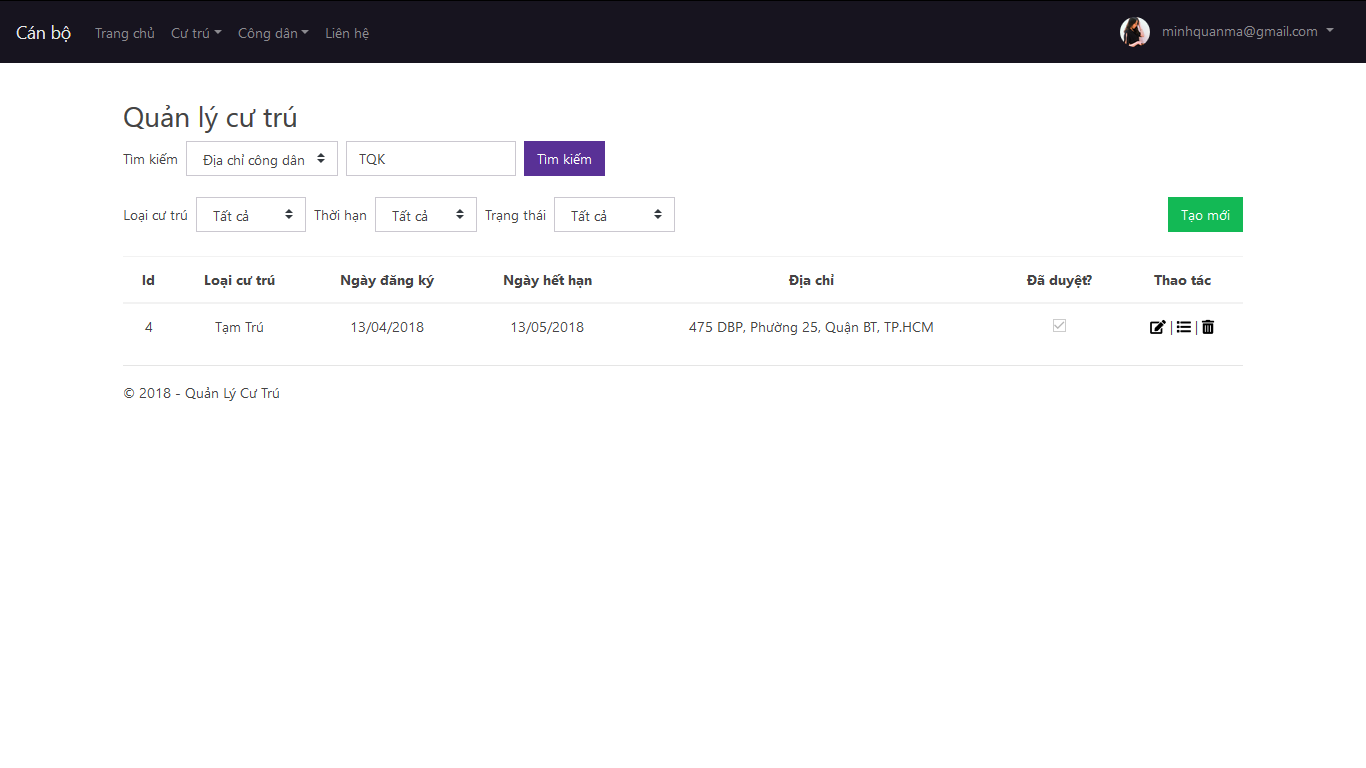 Cán bộ Trang chủ Cư trú Công dân Liên hệ minhquanma@gmail.com
Quản lý cư trú
Tìm kiếm Địa chỉ công dân TQK Tìm kiếm
Loại cư trú Tất cả Thời hạn Tất cả Trạng thái Tất cả Tạo mới
Id Loại cư trú Ngày đăng ký Ngày hết hạn Địa chỉ Đã duyệt? Thao tác
4 Tạm Trú 13/04/2018 13/05/2018 475 DBP, Phường 25, Quận BT, TP.HCM | |
© 2018 - Quản Lý Cư Trú